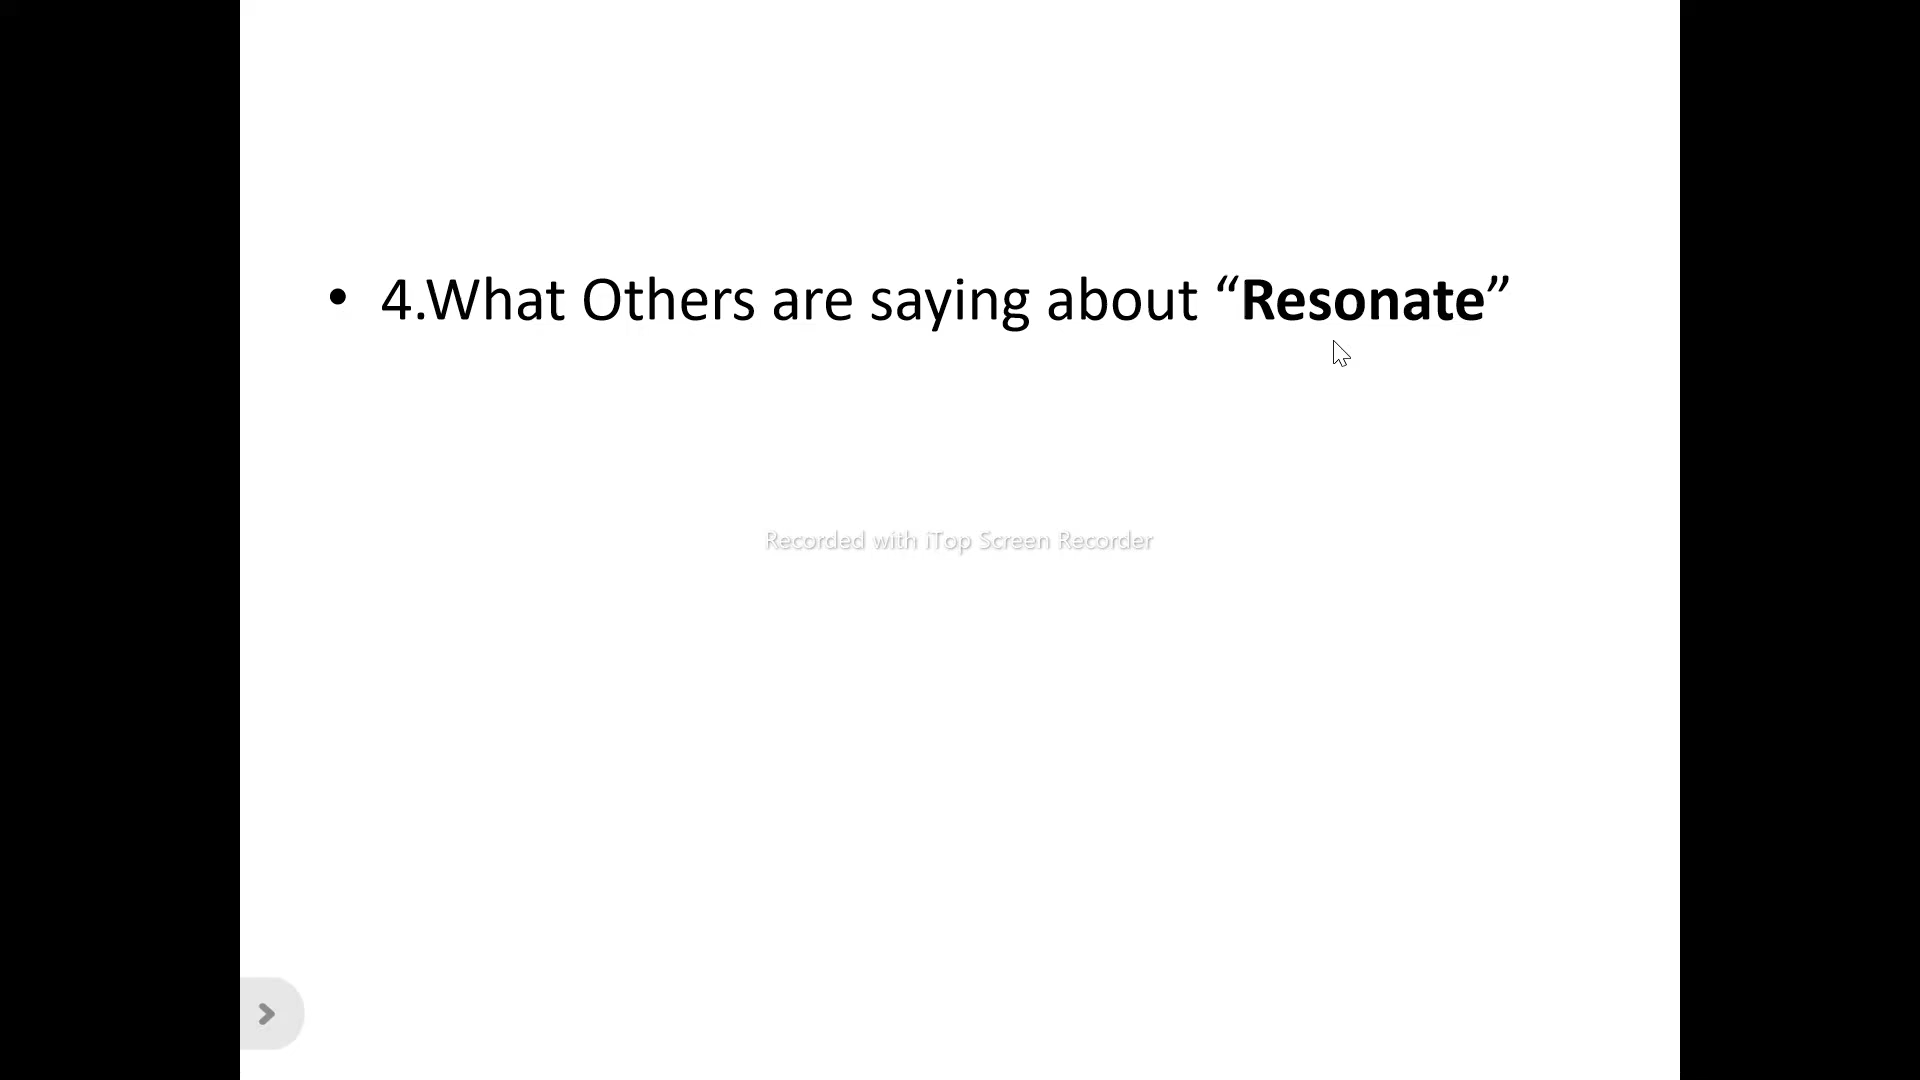 • 4.What Others are saying about “Resonate”
Recorded with iTop Screen Recorder